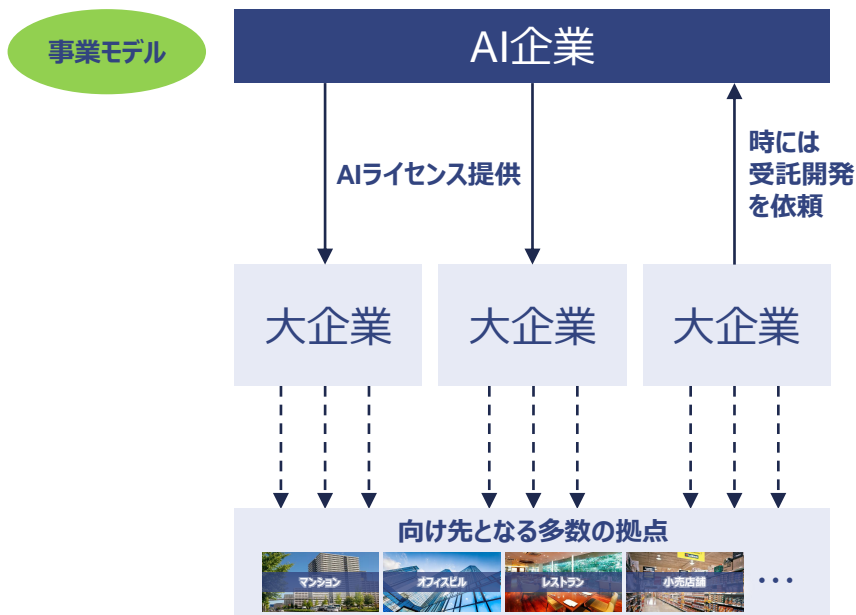 事業モデル
AI企業
AIライセンス提供
時には
受託開発
を依頼
大企業
大企業
大企業
向け先となる多数の拠点
マンション
オフィスビル
レストラン
小売店舗
・・・